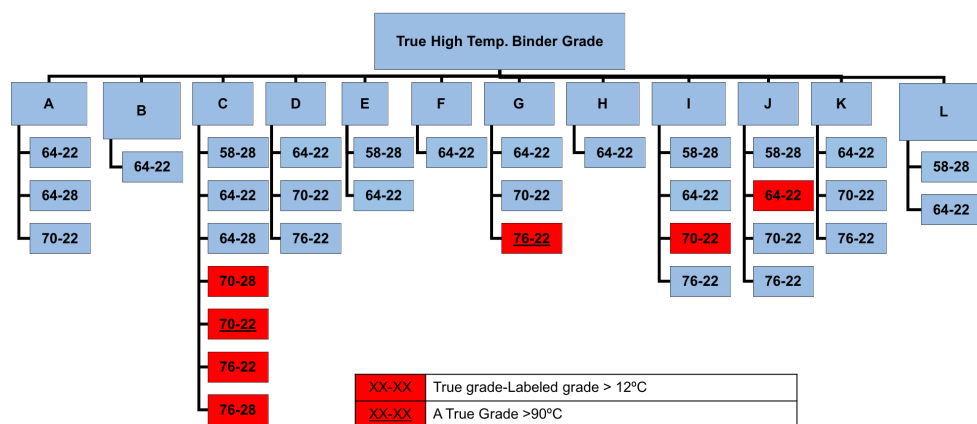 True High Temp. Binder Grade
A
B
C
D
E
F
G
H
I
J
K
L
64-22
64-28
70-22
64-22
58-28
64-22
64-28
70-28
70-22
76-22
76-28
64-22
70-22
76-22
58-28
64-22
64-22
64-22
70-22
76-22
64-22
58-28
64-22
70-22
76-22
58-28
64-22
70-22
76-22
64-22
70-22
76-22
58-28
64-22
XX-XX True grade-Labeled grade > 12ºC
XX-XX A True Grade >90ºC